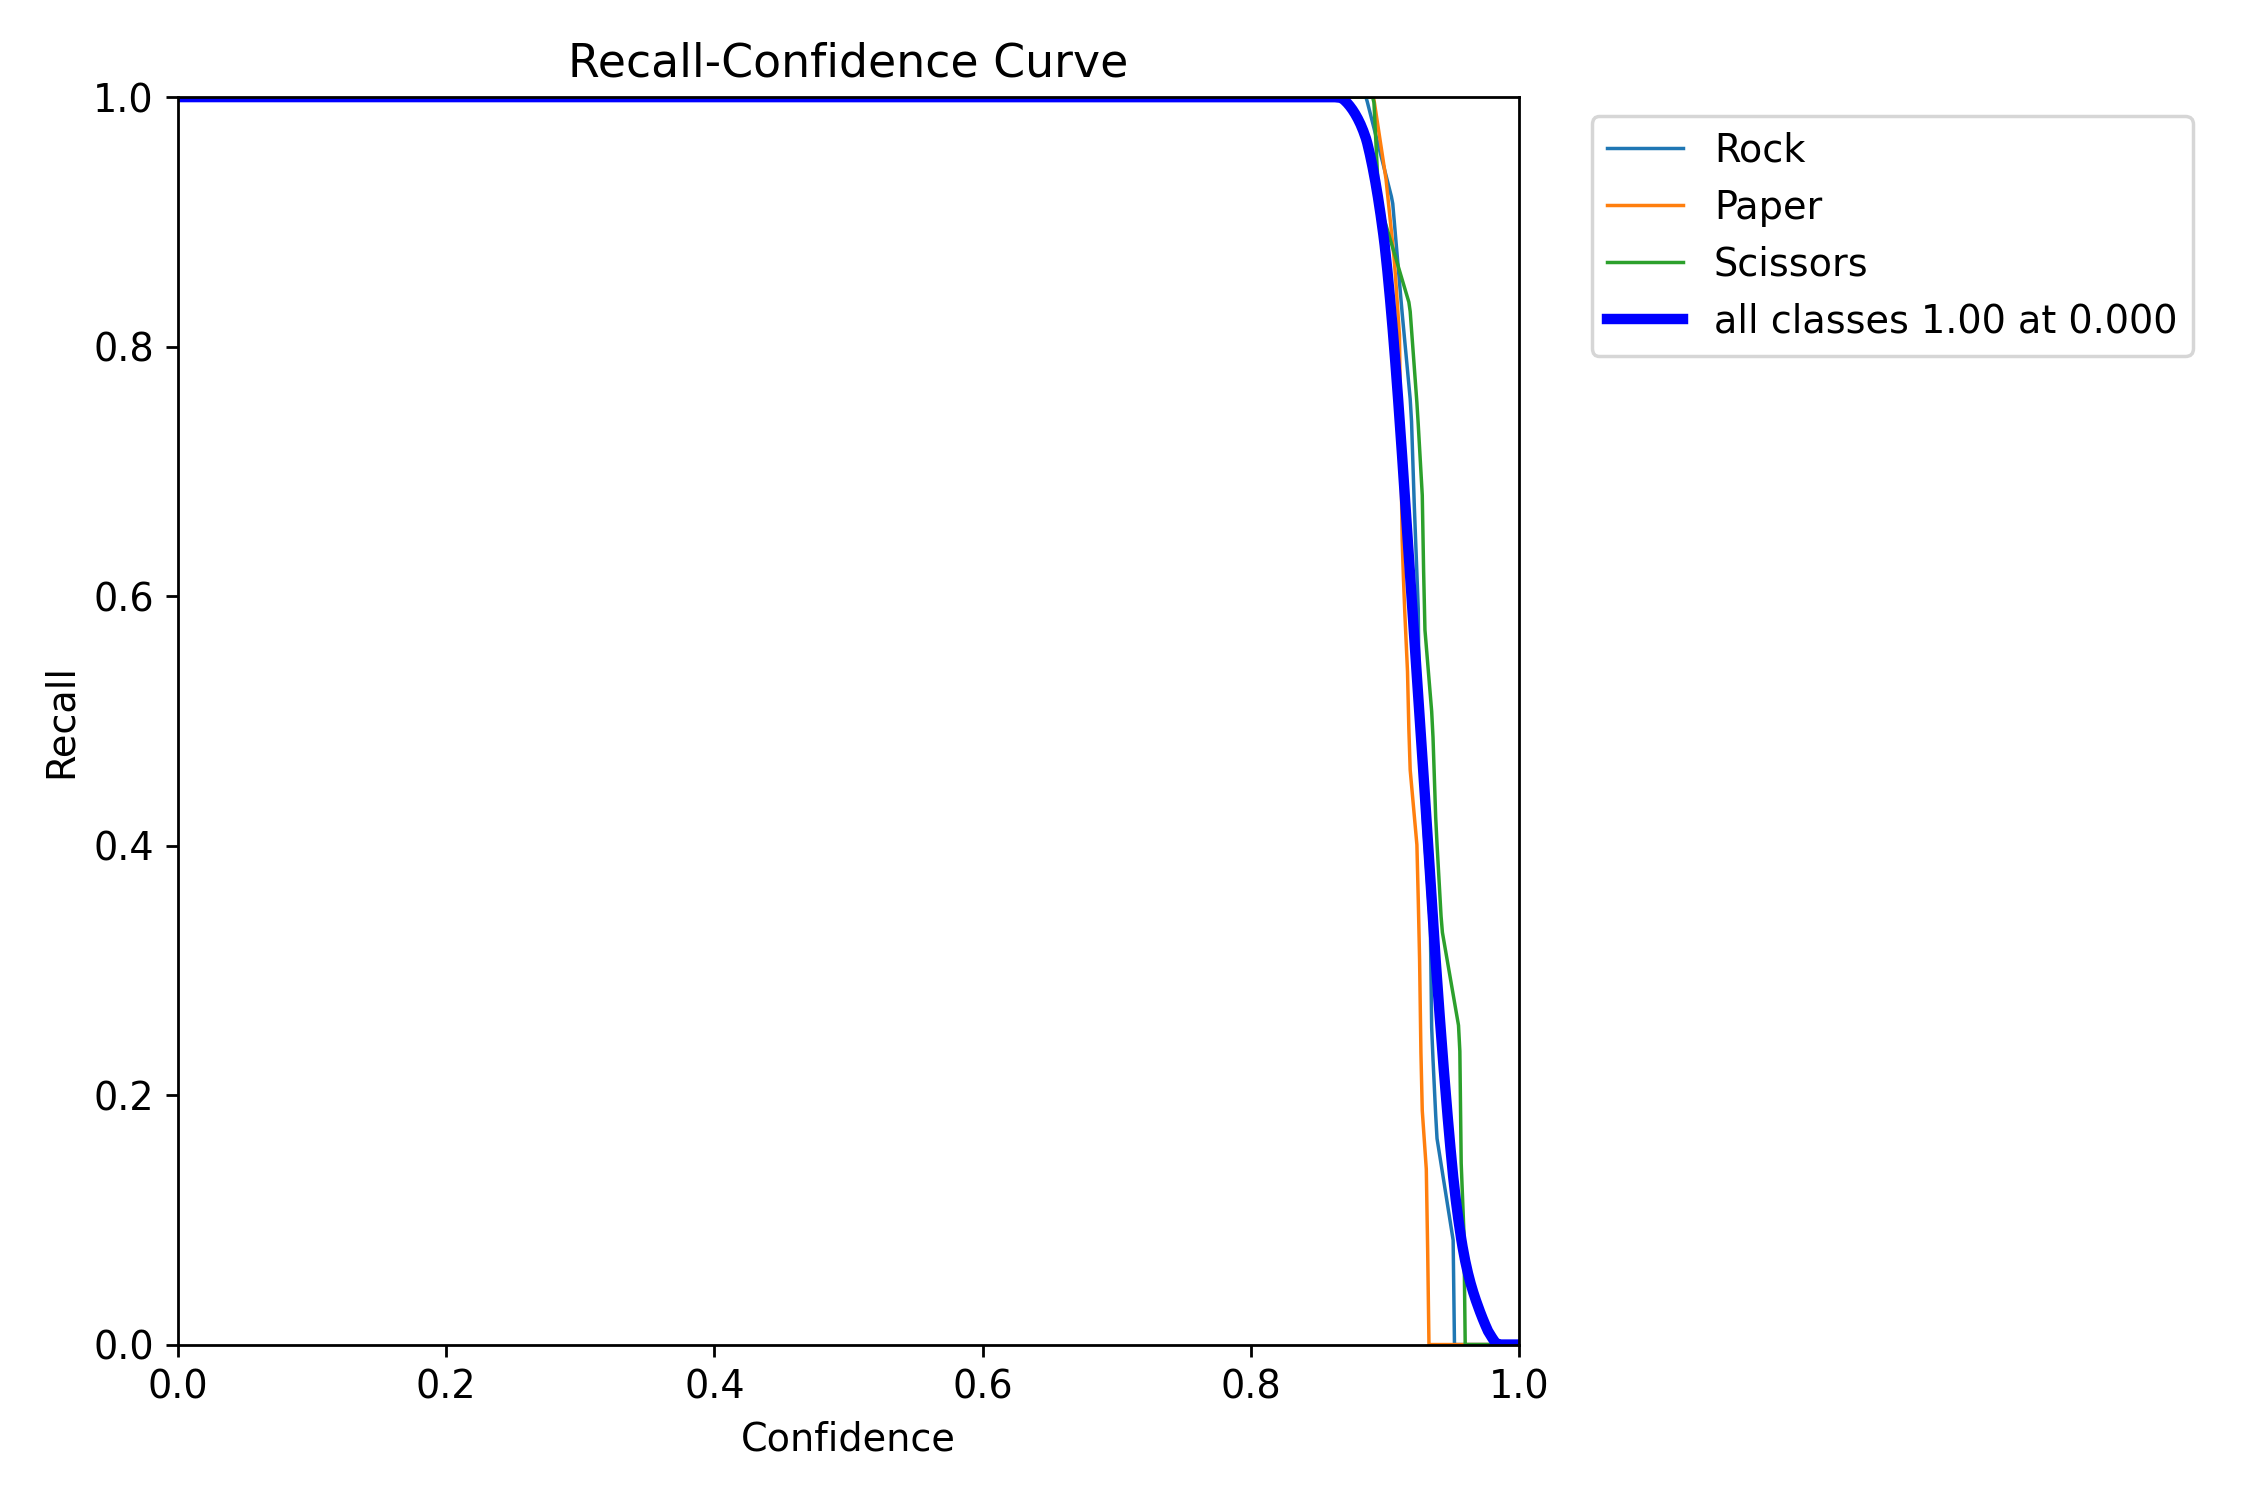 Recall-Confidence Curve
1.0
0.8
0.6
0.4
0.2
0.0
Recall
0.0 0.2 0.4 0.6 0.8 1.0
Confidence
Rock
Paper
Scissors
all classes 1.00 at 0.000